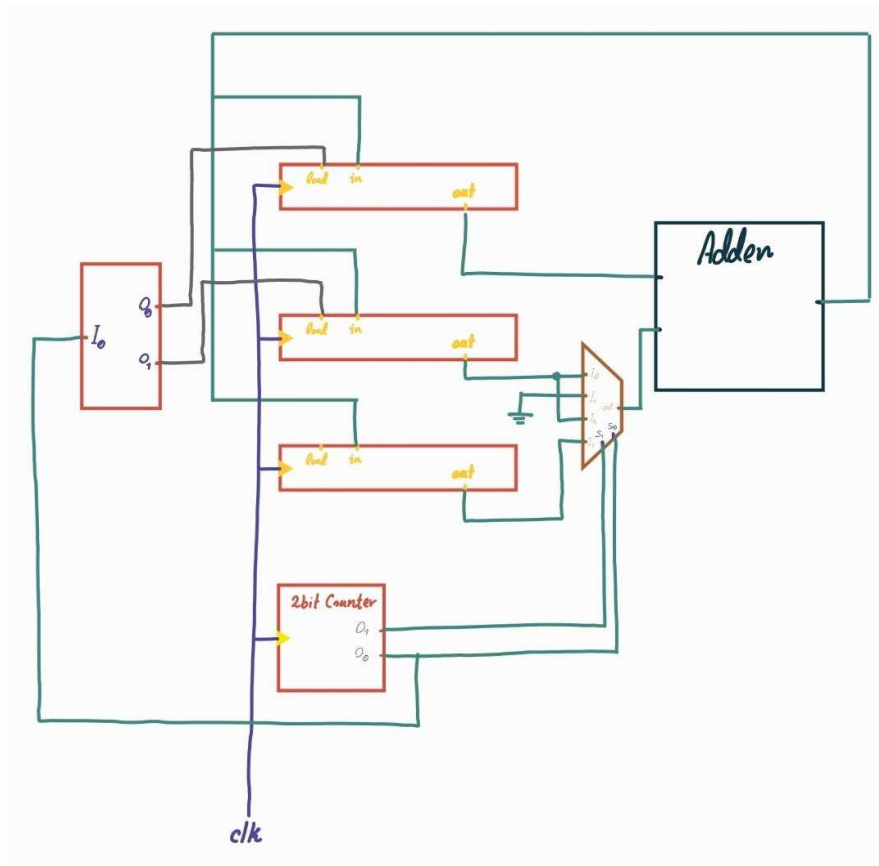 load in
out
Adder
load in
out
I0
O0
O1
I0
I1
I2
I3
out
S1 S0
load in
out
2bit Counter
O1
O0
clk